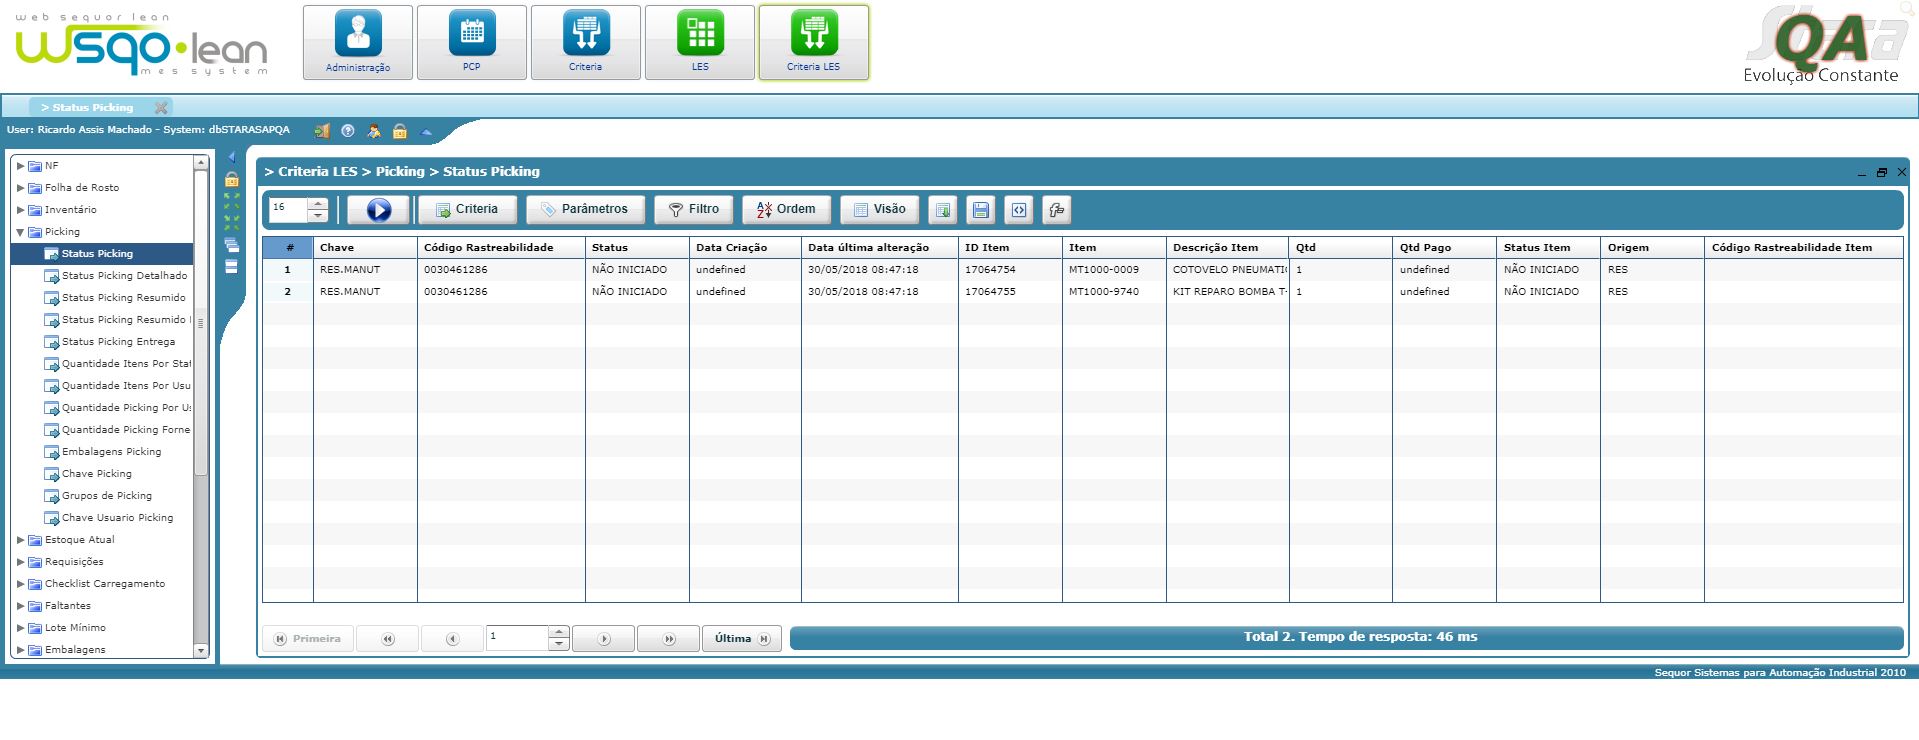 web sequor lean
wsqo•lean
mes system
Administração
PCP
Criteria
LES
Criteria LES
QA
Evolução Constante
> Status Picking
User: Ricardo Assis Machado - System: dbSTARASAPQA
NF
Folha de Rosto
Inventário
Picking
Status Picking
Status Picking Detalhado
Status Picking Resumido
Status Picking Resumido
Status Picking Entrega
Quantidade Itens Por Stat
Quantidade Itens Por Usu
Quantidade Picking Por Us
Quantidade Picking Forne
Embalagens Picking
Chave Picking
Grupos de Picking
Chave Usuario Picking
Estoque Atual
Requisições
Checklist Carregamento
Faltantes
Lote Mínimo
Embalagens
> Criteria LES > Picking > Status Picking
16 Criteria Parâmetros Filtro Ordem Visão
# Chave Código Rastreabilidade Status Data Criação Data última alteração ID Item Item Descrição Item Qtd Qtd Pago Status Item Origem Código Rastreabilidade Item
1 RES.MANUT 0030461286 NÃO INICIADO undefined 30/05/2018 08:47:18 17064754 MT1000-0009 COTOVELO PNEUMATI 1 undefined NÃO INICIADO RES
2 RES.MANUT 0030461286 NÃO INICIADO undefined 30/05/2018 08:47:18 17064755 MT1000-9740 KIT REPARO BOMBA T- 1 undefined NÃO INICIADO RES
Primeira 1 Última Total 2. Tempo de resposta: 46 ms
Sequor Sistemas para Automação Industrial 2010